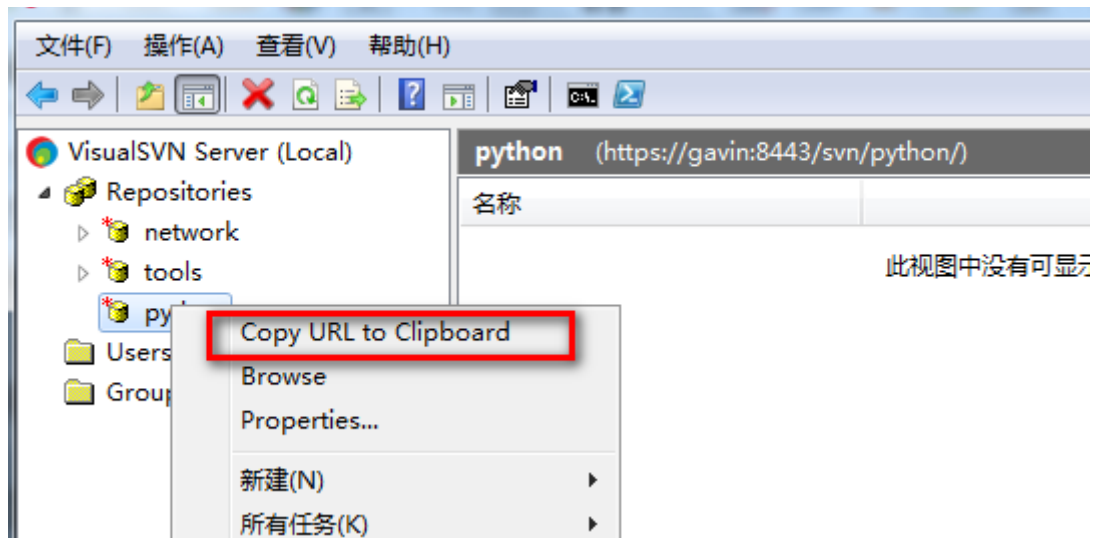 文件(F) 操作(A) 查看(V) 帮助(H)
VisualSVN Server (Local)
python (https://gavin:8443/svn/python/)
Repositories
名称
network
tools
此视图中没有可显示
py
Copy URL to Clipboard
Users
Browse
Group
Properties...
新建(N)
所有任务(K)